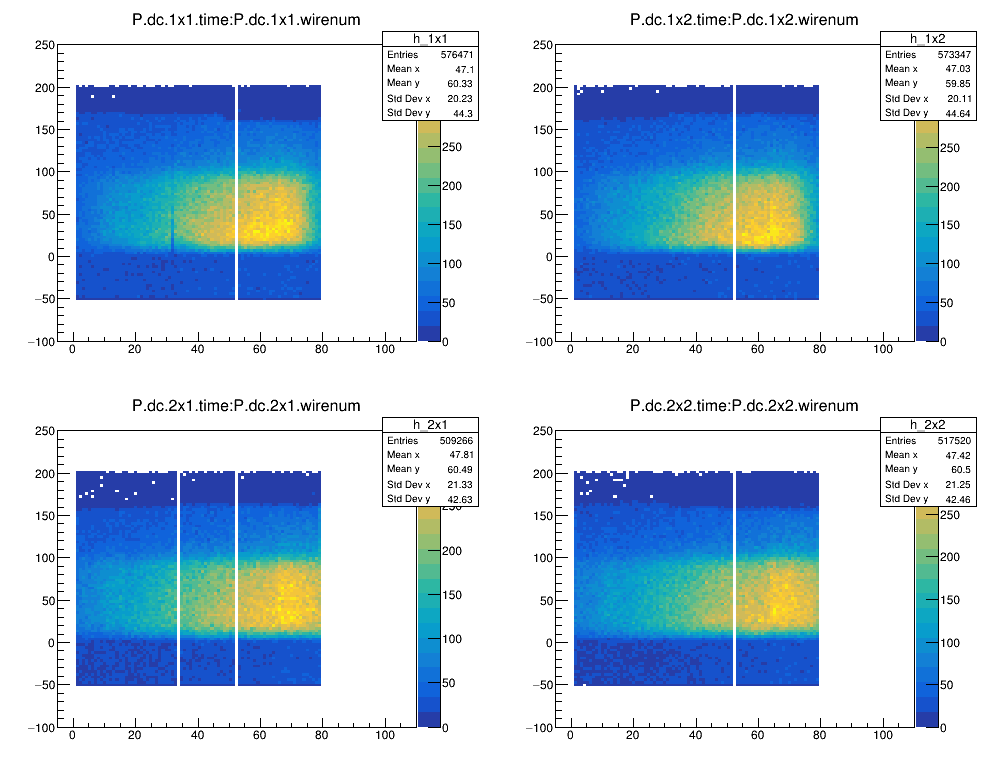 P.dc.1x1.time:P.dc.1x1.wirenum
h_1x1
Entries 576471
Mean x 47.1
Mean y 60.33
Std Dev x 20.23
Std Dev y 44.3
250
200
150
100
50
0
−50
−100
0 20 40 60 80 100
250
200
150
100
50
0
P.dc.1x2.time:P.dc.1x2.wirenum
h_1x2
Entries 573347
Mean x 47.03
Mean y 59.85
Std Dev x 20.11
Std Dev y 44.64
250
200
150
100
50
0
−50
−100
0 20 40 60 80 100
250
200
150
100
50
0
P.dc.2x1.time:P.dc.2x1.wirenum
h_2x1
Entries 509266
Mean x 47.81
Mean y 60.49
Std Dev x 21.33
Std Dev y 42.63
250
200
150
100
50
0
−50
−100
0 20 40 60 80 100
250
200
150
100
50
0
P.dc.2x2.time:P.dc.2x2.wirenum
h_2x2
Entries 517520
Mean x 47.42
Mean y 60.5
Std Dev x 21.25
Std Dev y 42.46
250
200
150
100
50
0
−50
−100
0 20 40 60 80 100
250
200
150
100
50
0